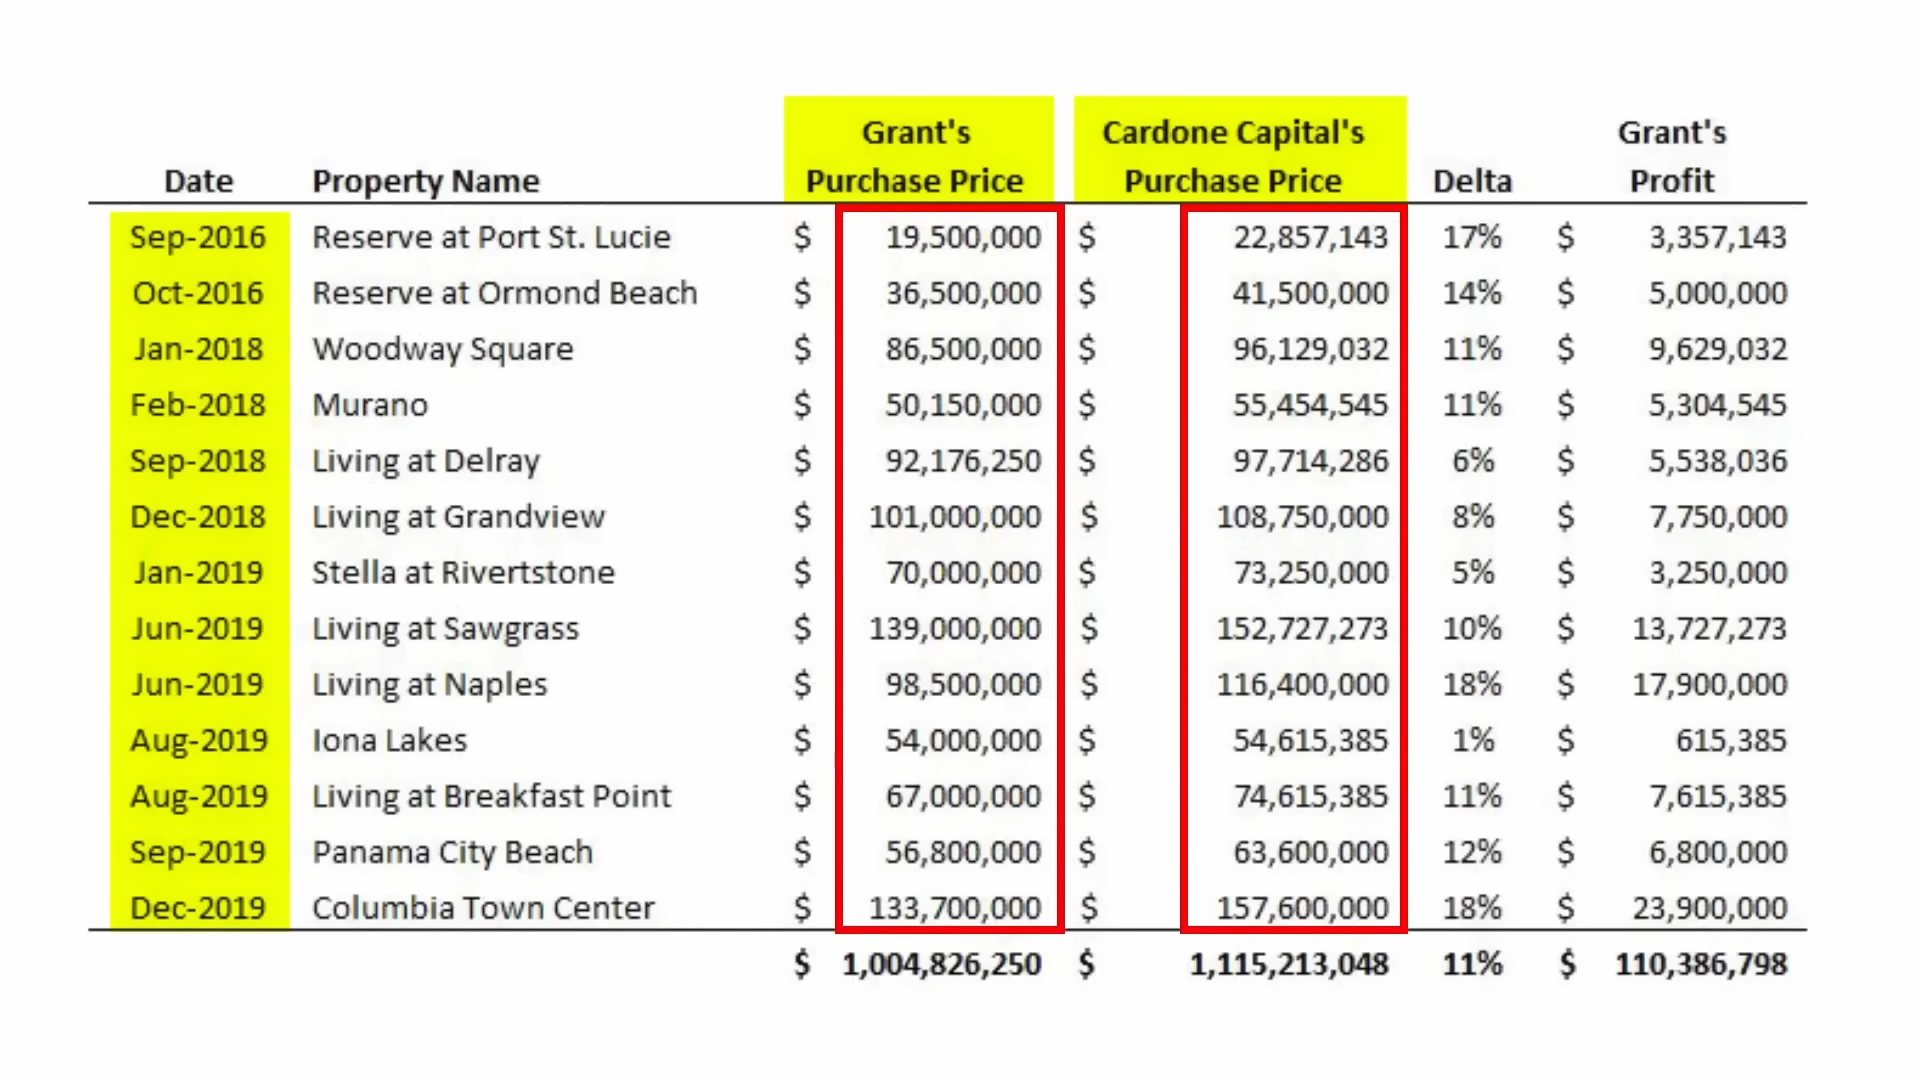 Grant's Cardone Capital's Grant's
Date Property Name Purchase Price Purchase Price Delta Profit
Sep-2016 Reserve at Port St. Lucie $ 19,500,000 $ 22,857,143 17% $ 3,357,143
Oct-2016 Reserve at Ormond Beach $ 36,500,000 $ 41,500,000 14% $ 5,000,000
Jan-2018 Woodway Square $ 86,500,000 $ 96,129,032 11% $ 9,629,032
Feb-2018 Murano $ 50,150,000 $ 55,454,545 11% $ 5,304,545
Sep-2018 Living at Delray $ 92,176,250 $ 97,714,286 6% $ 5,538,036
Dec-2018 Living at Grandview $ 101,000,000 $ 108,750,000 8% $ 7,750,000
Jan-2019 Stella at Rivertstone $ 70,000,000 $ 73,250,000 5% $ 3,250,000
Jun-2019 Living at Sawgrass $ 139,000,000 $ 152,727,273 10% $ 13,727,273
Jun-2019 Living at Naples $ 98,500,000 $ 116,400,000 18% $ 17,900,000
Aug-2019 Iona Lakes $ 54,000,000 $ 54,615,385 1% $ 615,385
Aug-2019 Living at Breakfast Point $ 67,000,000 $ 74,615,385 11% $ 7,615,385
Sep-2019 Panama City Beach $ 56,800,000 $ 63,600,000 12% $ 6,800,000
Dec-2019 Columbia Town Center $ 133,700,000 $ 157,600,000 18% $ 23,900,000
$ 1,004,826,250 $ 1,115,213,048 11% $ 110,386,798